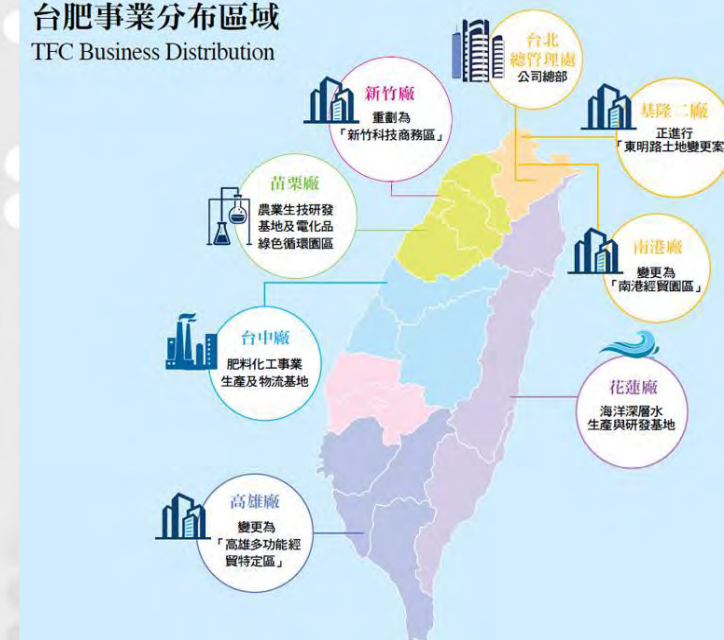 台肥事業分布區域
TFC Business Distribution
台北
總管理處
公司總部
新竹廠
重劃為
「新竹科技商務區」
基隆二廠
正進行
「東明路土地變更案
苗栗廠
農業生技研發
基地及電化品
綠色循環園區
南港廠
變更為
「南港經貿園區」
台中廠
肥料化工事業
生產及物流基地
花蓮廠
海洋深層水
生產與研發基地
高雄廠
變更為
「高雄多功能經
貿特定區」